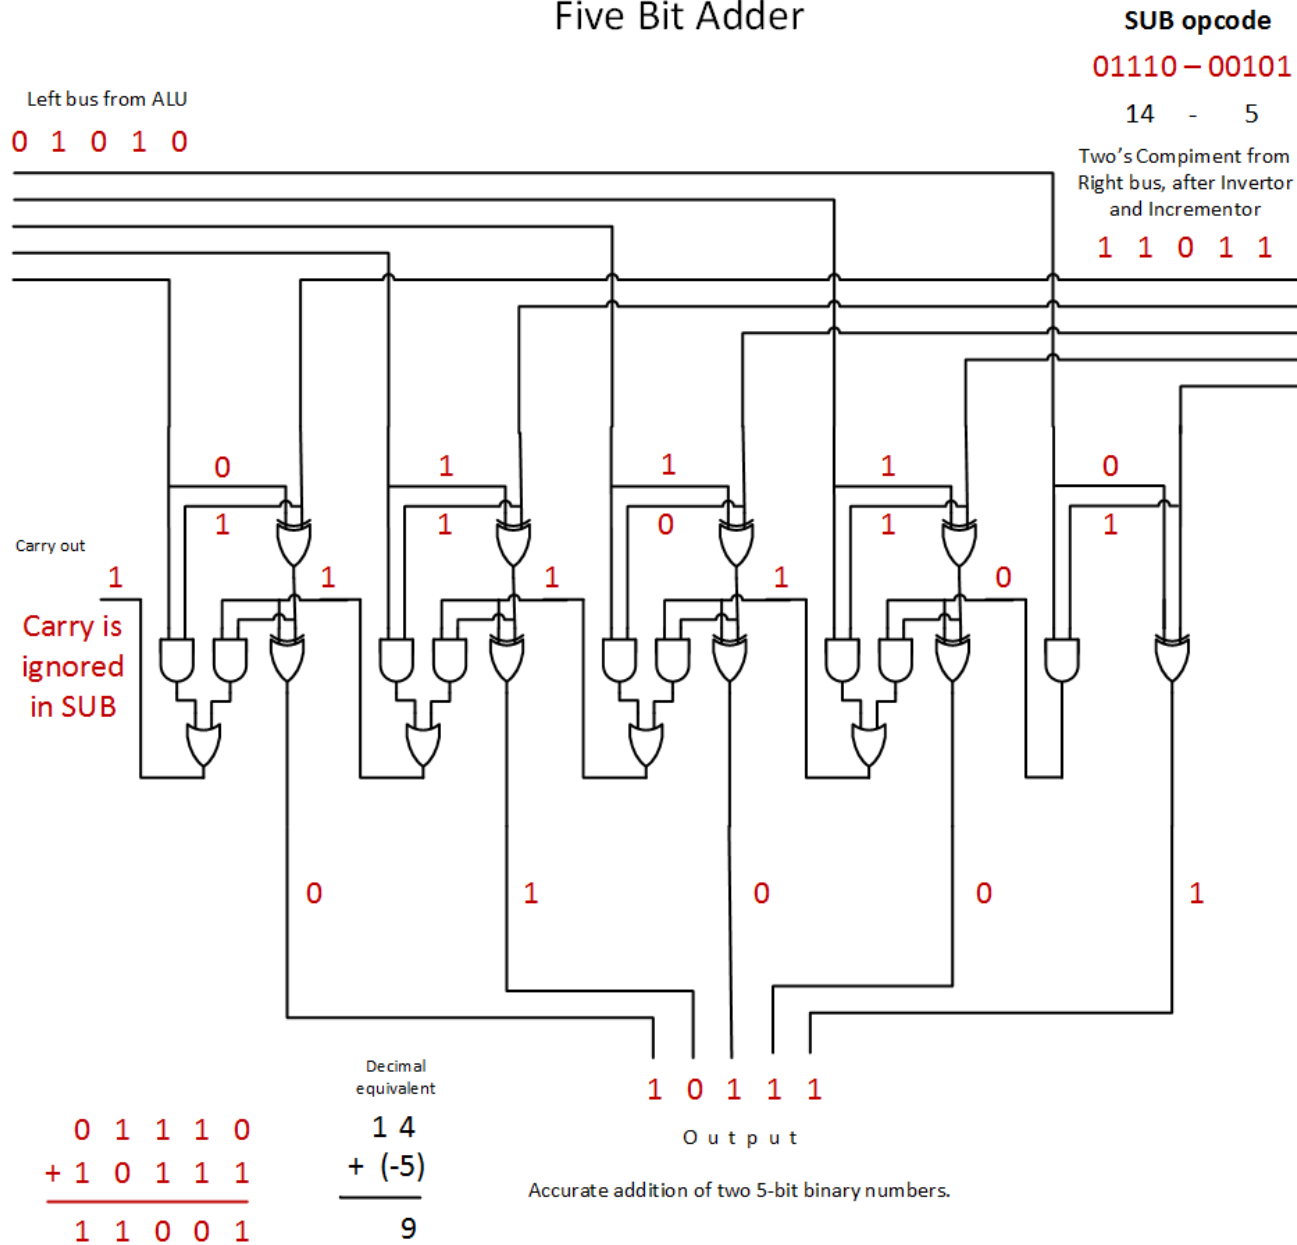 Five Bit Adder
SUB opcode
01110 – 00101
14 - 5
Left bus from ALU
0 1 0 1 0
Two's Compiment from
Right bus, after Invertor
and Incrementor
1 1 0 1 1
0 1 1 1 0
1 1 0 1 1
Carry out
1 1 1 1 0
Carry is
ignored
in SUB
0 1 0 0 1
1 0 1 1 1
Output
Accurate addition of two 5-bit binary numbers.
0 1 1 1 0
+ 1 0 1 1 1
1 1 0 0 1
Decimal
equivalent
1 4
+ (-5)
9